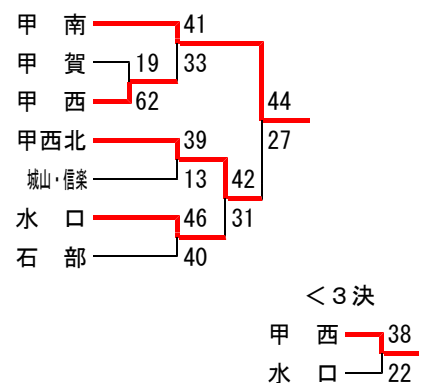 甲　南 41
甲　賀 19 33
甲　西 62 44
甲西北 39 27
城山・信楽 13 42
水　口 46 31
石　部 40
＜３決
甲　西 38
水　口 22